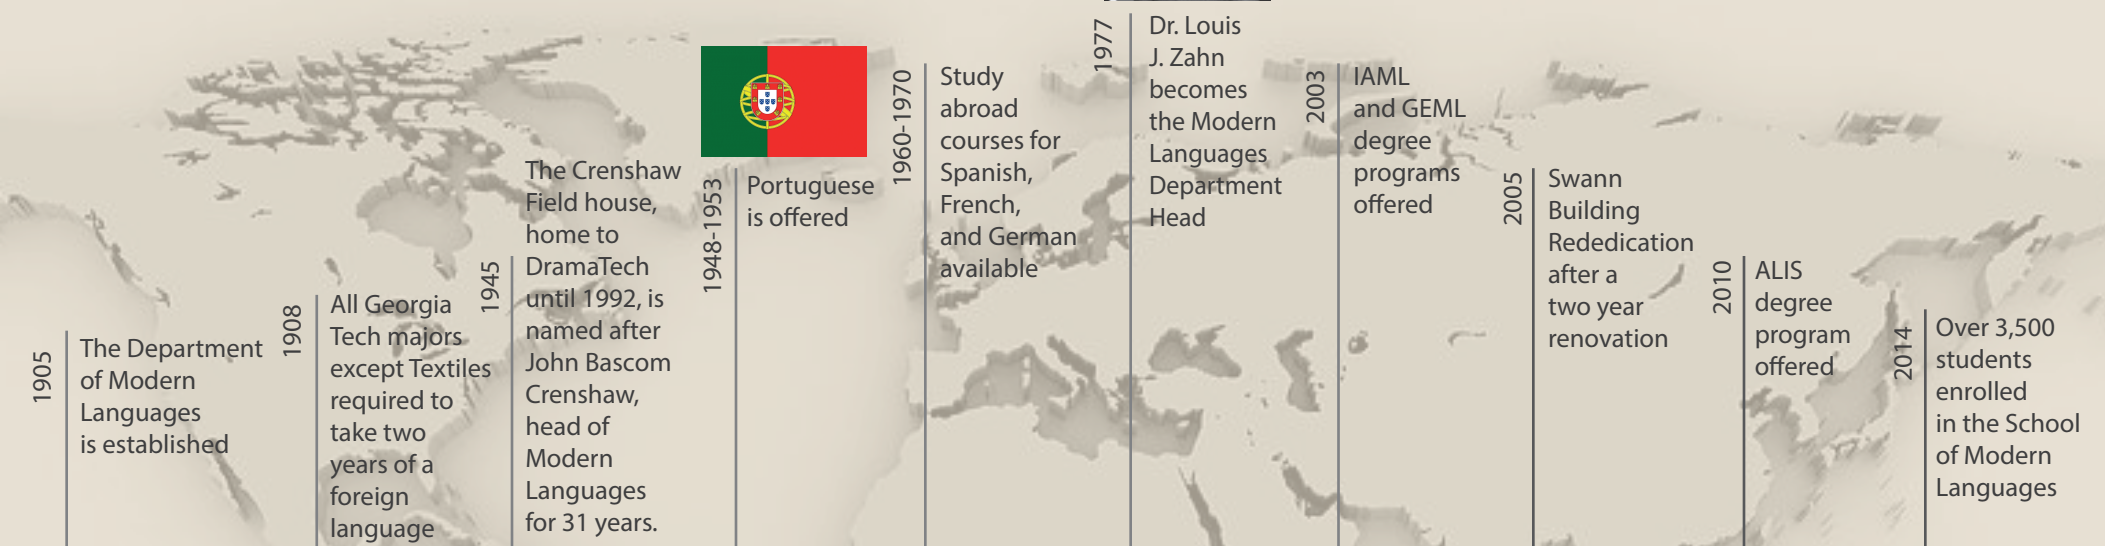 1905
The Department
of Modern
Languages
is established
1908
All Georgia
Tech majors
except Textiles
required to
take two
years of a
foreign
language
1945
The Crenshaw
Field house,
home to
DramaTech
until 1992, is
named after
John Bascom
Crenshaw,
head of
Modern
Languages
for 31 years.
1948-1953
Portuguese
is offered
1960-1970
Study
abroad
courses for
Spanish,
French,
and German
available
1977
Dr. Louis
J. Zahn
becomes
the Modern
Languages
Department
Head
2003
IAML
and GEML
degree
programs
offered
2005
Swann
Building
Rededication
after a
two year
renovation
2010
ALIS
degree
program
offered
2014
Over 3,500
students
enrolled
in the School
of Modern
Languages